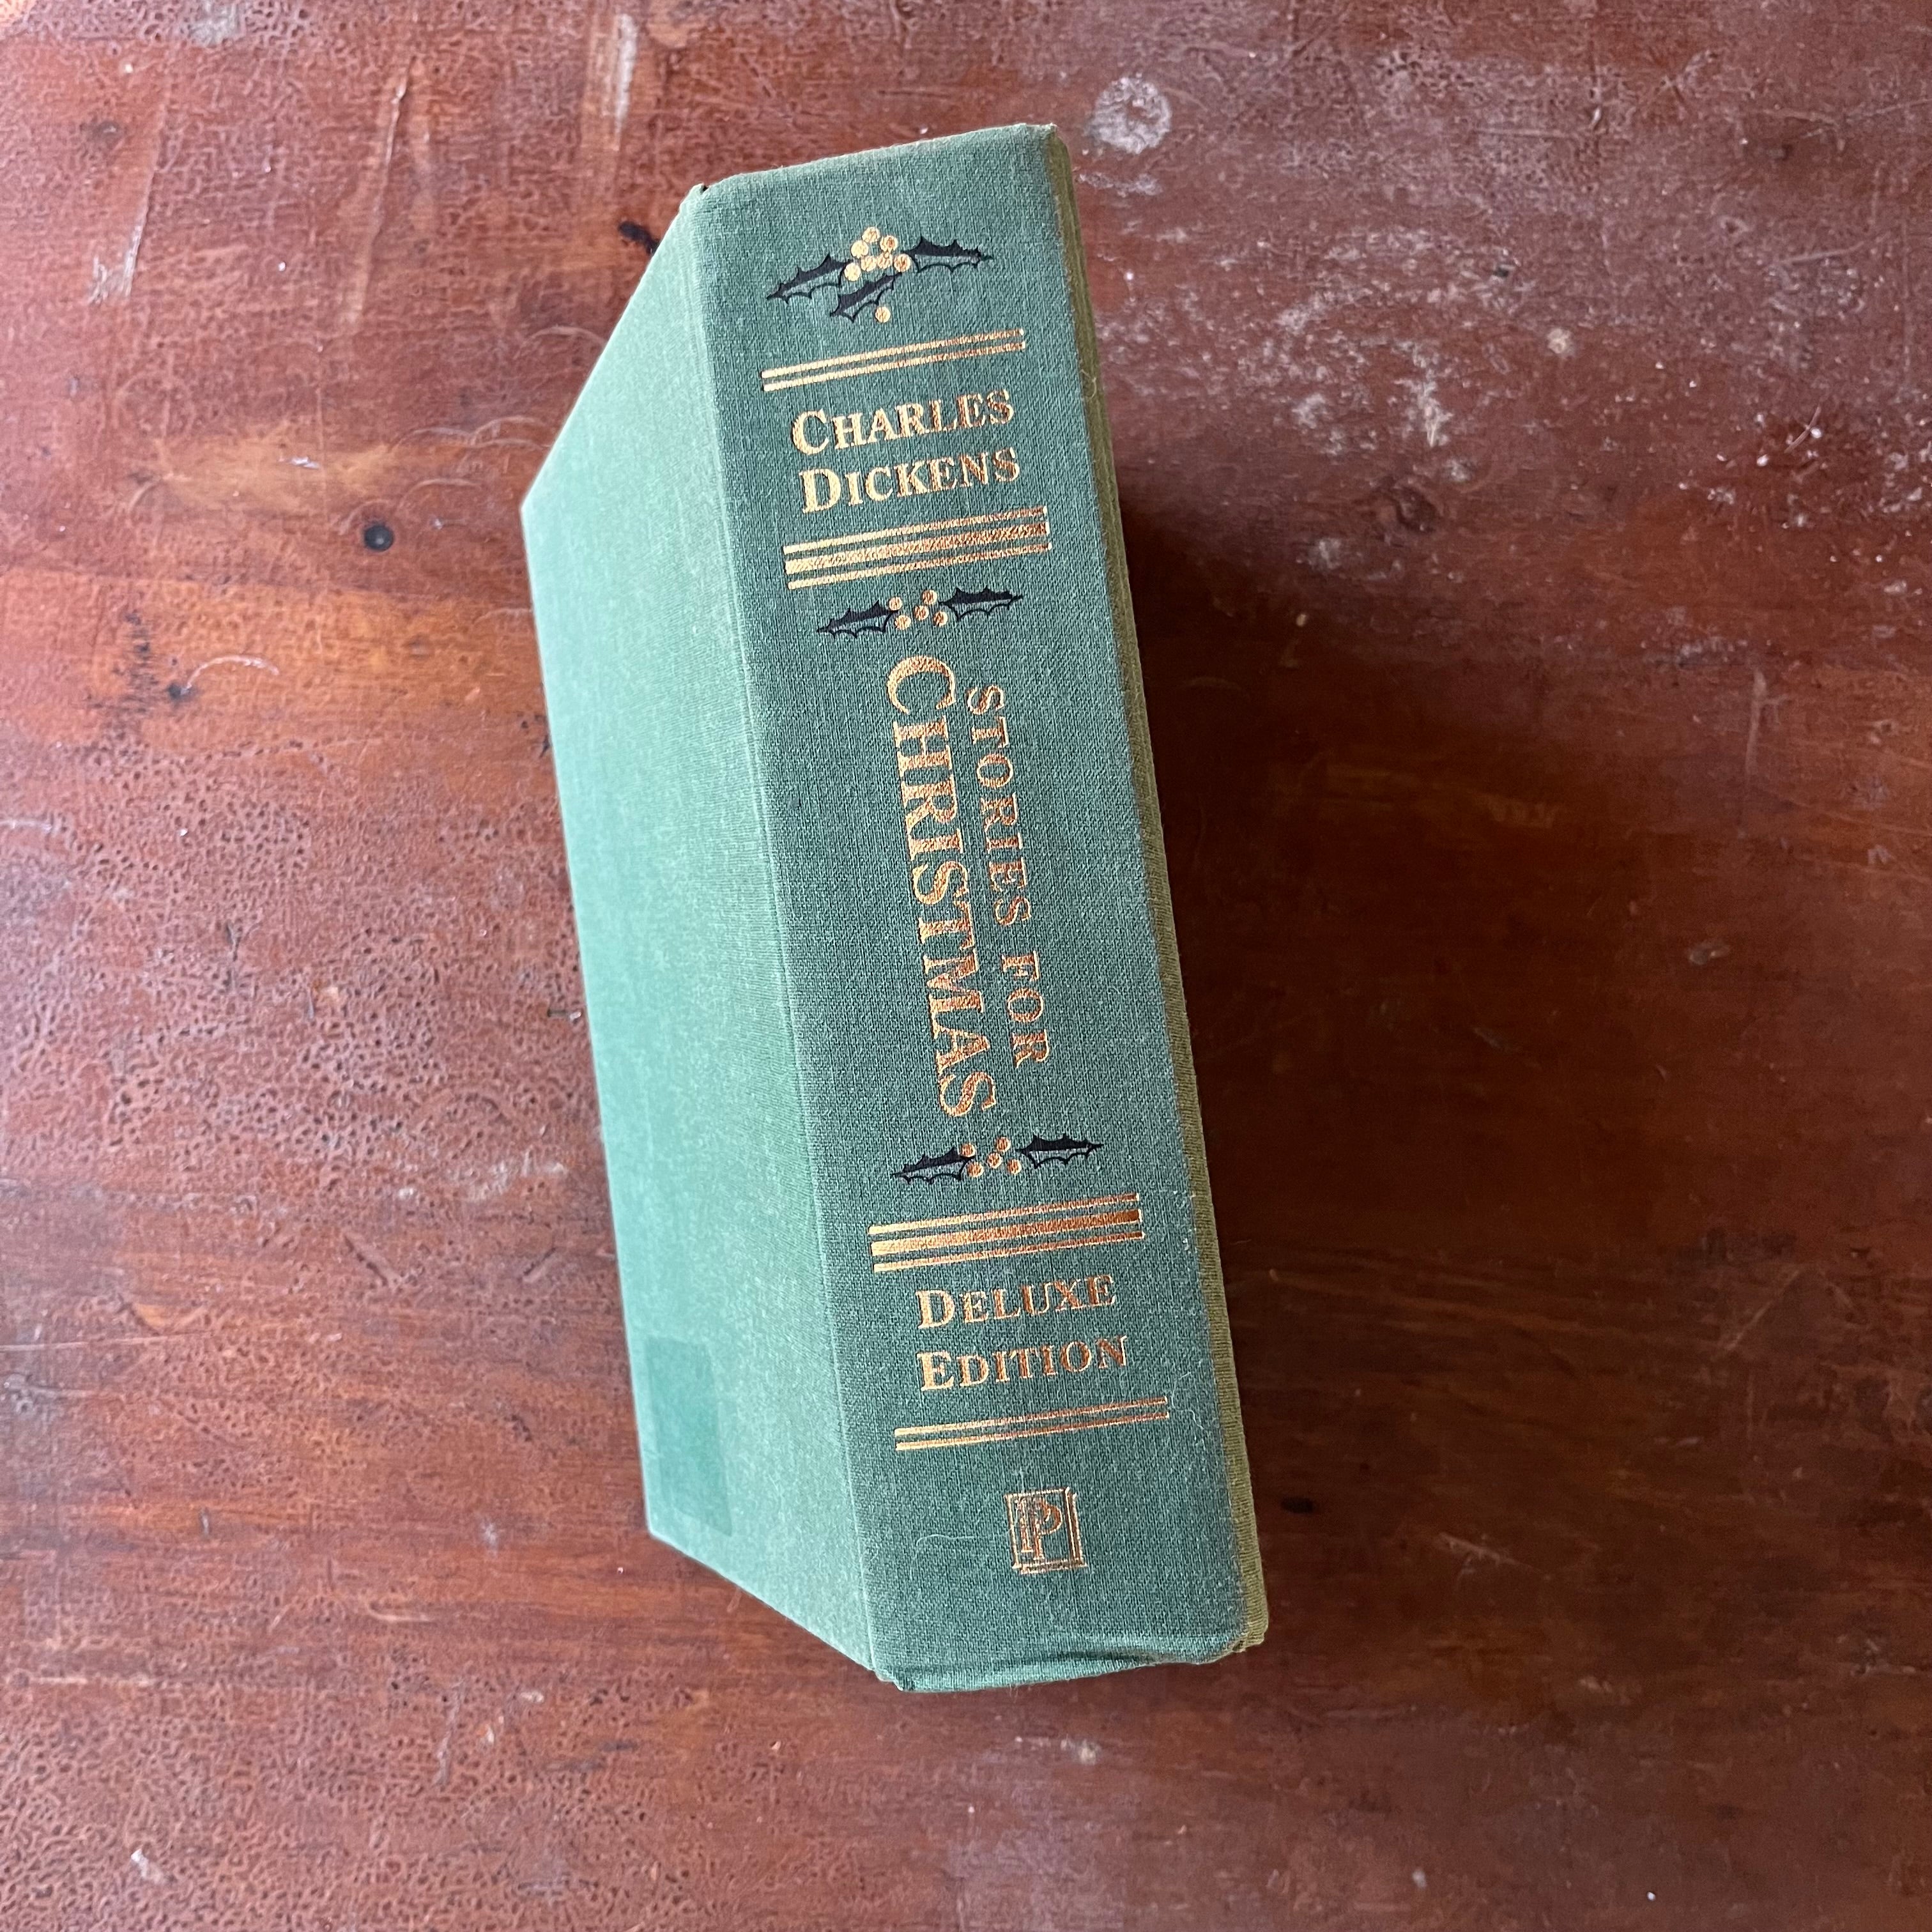 CHARLES
DICKENS
STORIES FOR
CHRISTMAS
DELUXE
EDITION